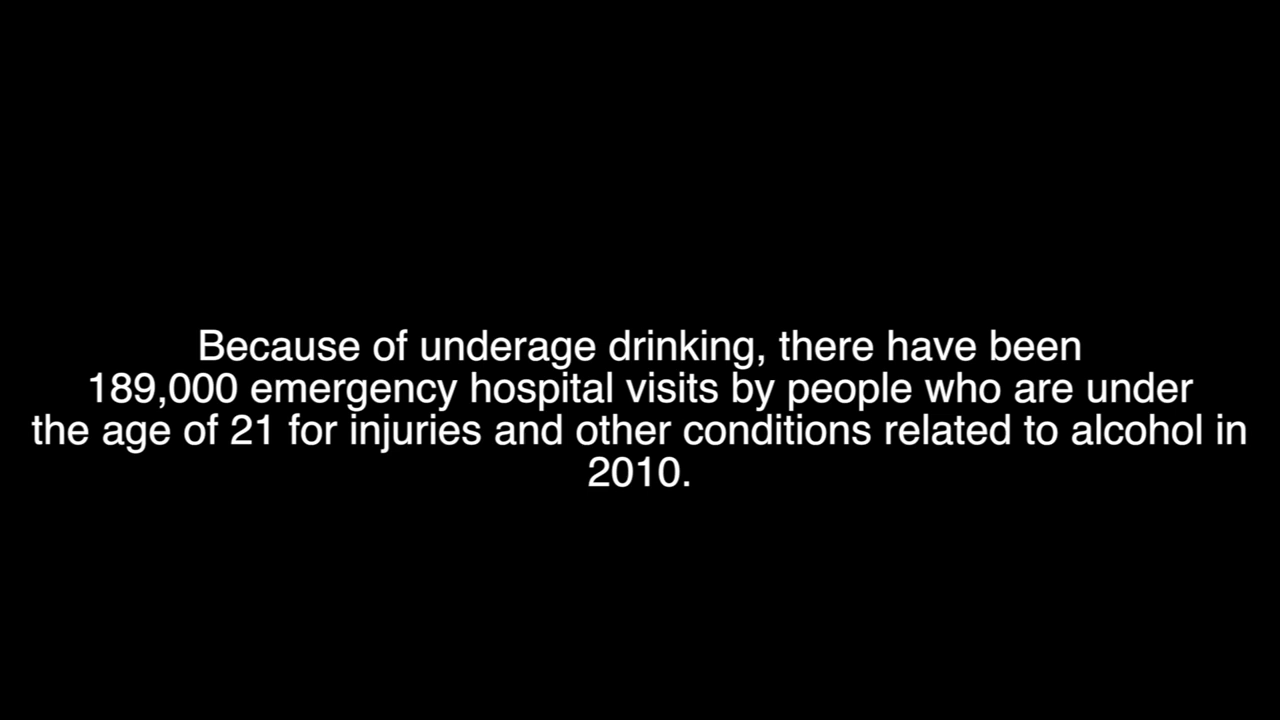 Because of underage drinking, there have been
189,000 emergency hospital visits by people who are under
the age of 21 for injuries and other conditions related to alcohol in
2010.